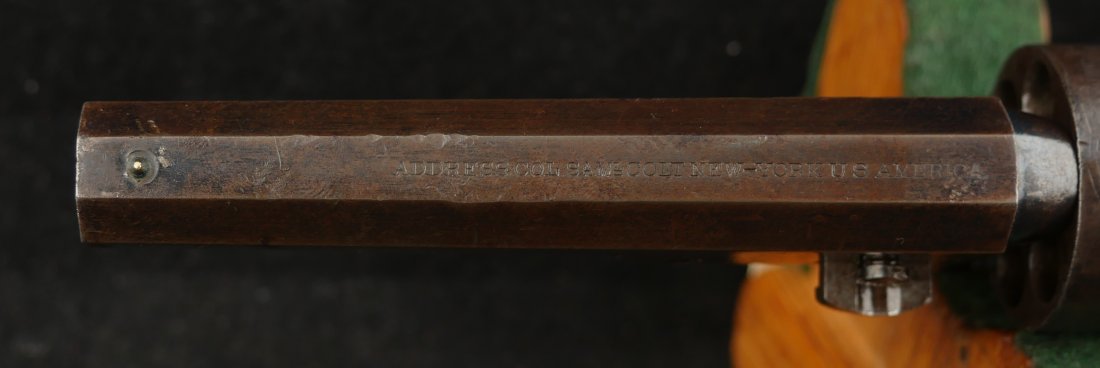 ADDRESS COL. SAML COLT NEW-YORK U S AMERICA